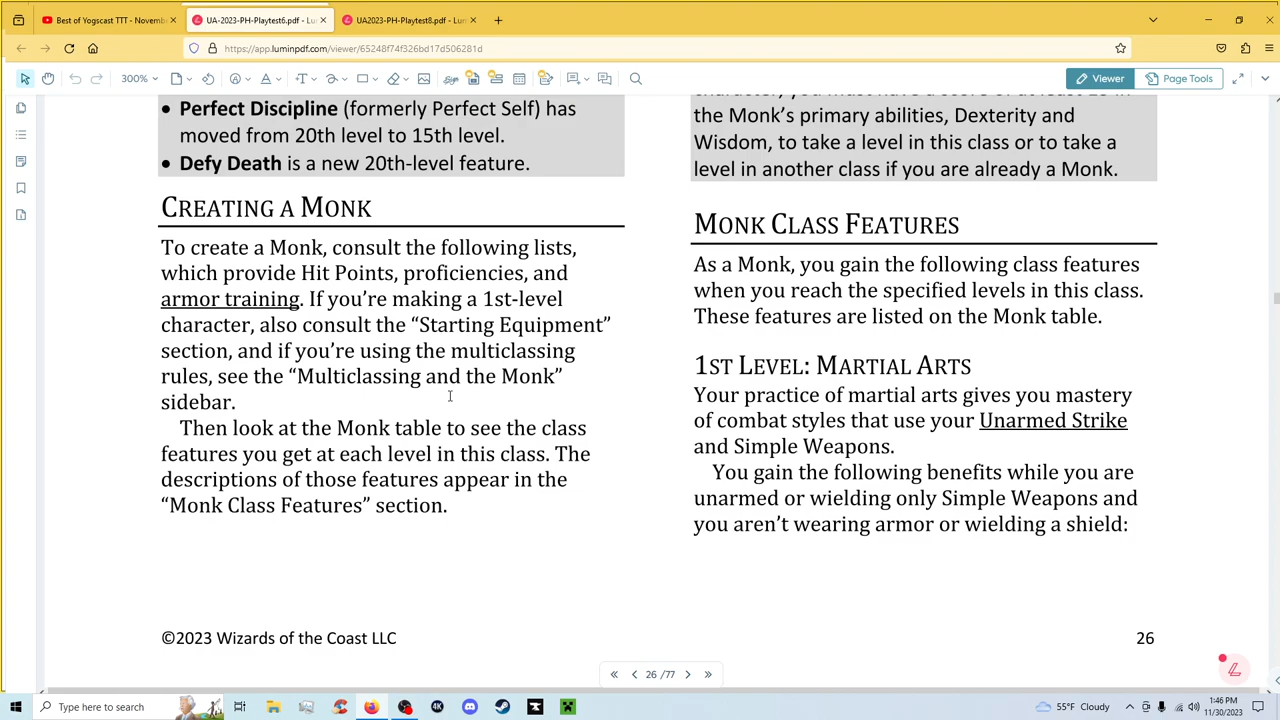 Best of Yogscast TTT - Novembe
UA-2023-PH-Playtest6.pdf - Lu
UA2023-PH-Playtest8.pdf - Lum
https://app.luminpdf.com/viewer/65248f74f326bd17d506281d
300%
Viewer
Page Tools
• Perfect Discipline (formerly Perfect Self) has
moved from 20th level to 15th level.
• Defy Death is a new 20th-level feature.
CREATING A MONK
To create a Monk, consult the following lists,
which provide Hit Points, proficiencies, and
armor training. If you’re making a 1st-level
character, also consult the “Starting Equipment”
section, and if you’re using the multiclassing
rules, see the “Multiclassing and the Monk”
sidebar.
Then look at the Monk table to see the class
features you get at each level in this class. The
descriptions of those features appear in the
“Monk Class Features” section.
©2023 Wizards of the Coast LLC
the Monk’s primary abilities, Dexterity and
Wisdom, to take a level in this class or to take a
level in another class if you are already a Monk.
MONK CLASS FEATURES
As a Monk, you gain the following class features
when you reach the specified levels in this class.
These features are listed on the Monk table.
1ST LEVEL: MARTIAL ARTS
Your practice of martial arts gives you mastery
of combat styles that use your Unarmed Strike
and Simple Weapons.
You gain the following benefits while you are
unarmed or wielding only Simple Weapons and
you aren’t wearing armor or wielding a shield:
26
26 /77
Type here to search
4K
55°F Cloudy
1:46 PM
11/30/2023